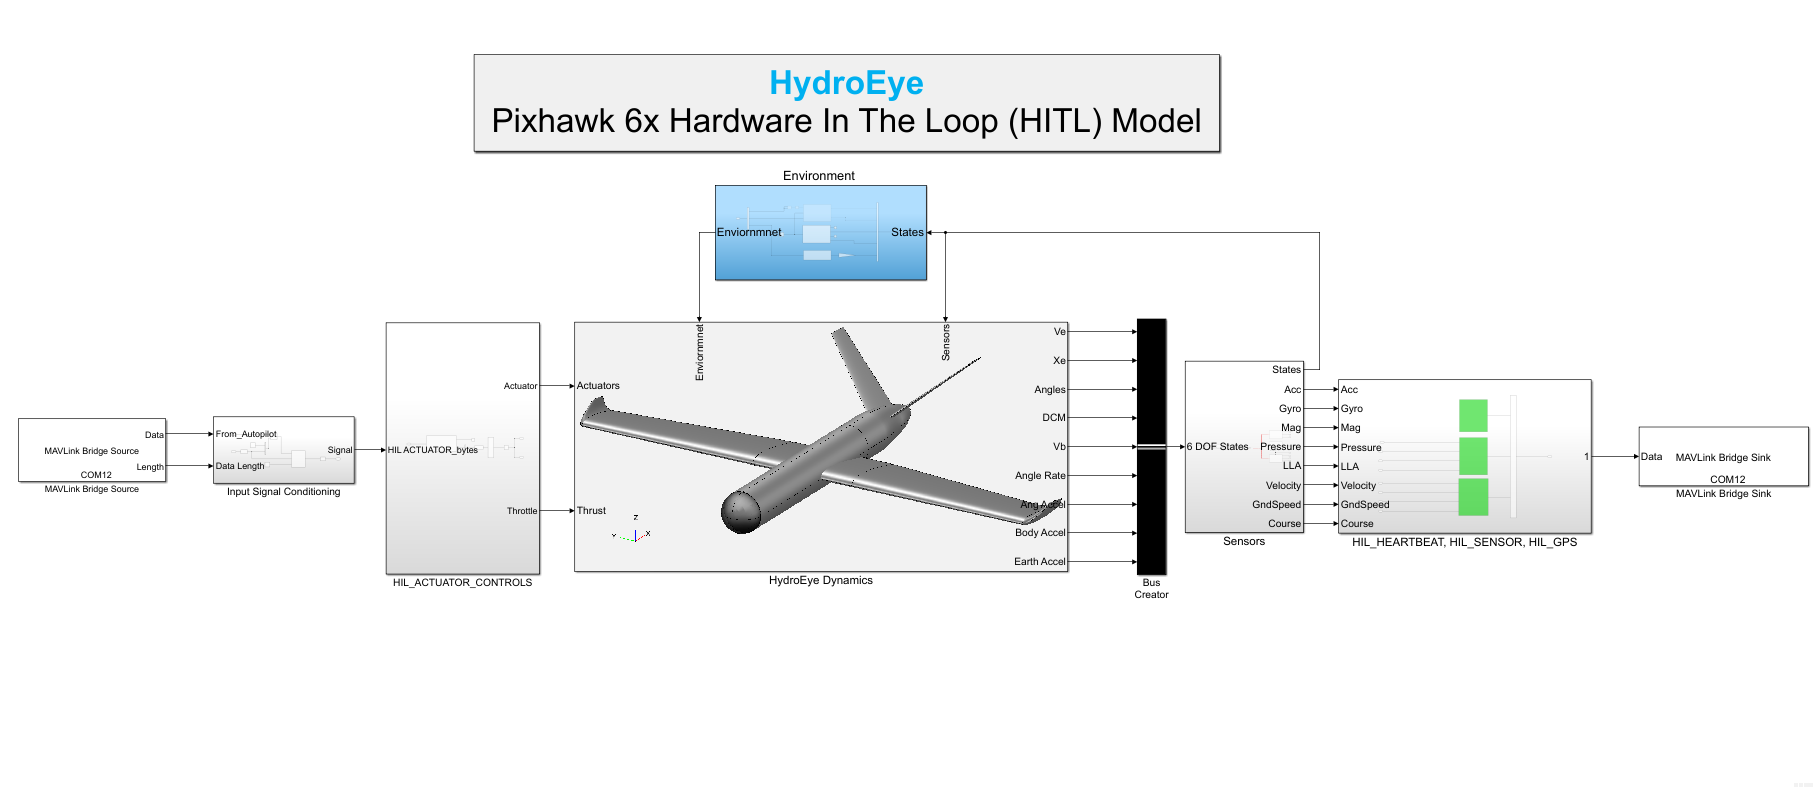 HydroEye
Pixhawk 6x Hardware In The Loop (HITL) Model
Environment
Enviornmnet
States
Data
MAVLink Bridge Source
Length
COM12
MAVLink Bridge Source
From_Autopilot
Signal
Data Length
Input Signal Conditioning
Actuator
HIL ACTUATOR_bytes
Throttle
HIL_ACTUATOR_CONTROLS
Enviornmnet
Sensors
Actuators
Thrust
Z
Y
X
Ve
Xe
Angles
DCM
Vb
Angle Rate
Ang Accel
Body Accel
Earth Accel
HydroEye Dynamics
Bus
Creator
6 DOF States
States
Acc
Gyro
Mag
Pressure
LLA
Velocity
GndSpeed
Course
Sensors
Acc
Gyro
Mag
Pressure
LLA
Velocity
GndSpeed
Course
1
HIL_HEARTBEAT, HIL_SENSOR, HIL_GPS
Data
MAVLink Bridge Sink
COM12
MAVLink Bridge Sink